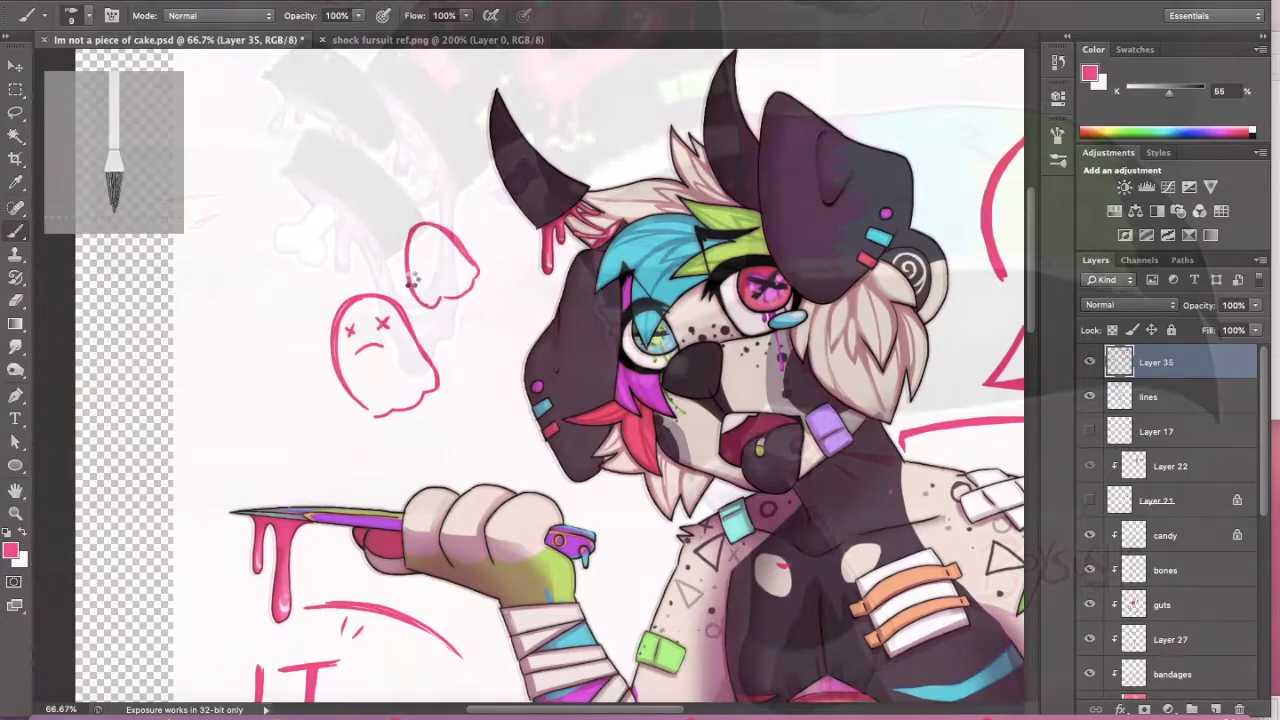 9
Mode: Normal
Opacity: 100%
Flow: 100%
Essentials
Im not a piece of cake.psd @ 66.7% (Layer 35, RGB/8) *
shock fursuit ref.png @ 200% (Layer 0, RGB/8)
Color
Swatches
K
55
%
Adjustments
Styles
Add an adjustment
Layers
Channels
Paths
Kind
Normal
Opacity: 100%
Lock:
Fill: 100%
Layer 35
lines
Layer 17
Layer 22
Layer 21
candy
bones
guts
Layer 27
bandages
IT
66.67%
Exposure works in 32-bit only